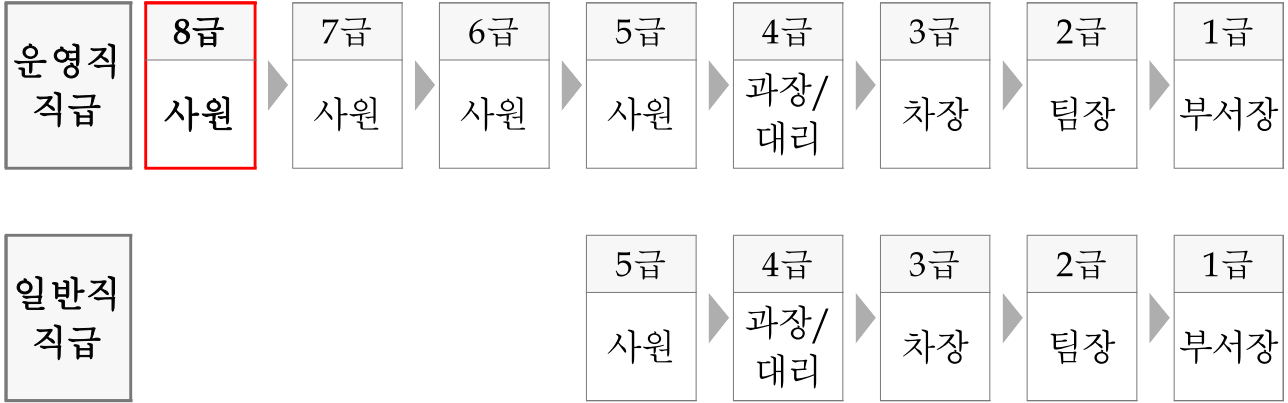 운영직
직급
8급
사원
7급
사원
6급
사원
5급
사원
4급
과장/
대리
3급
차장
2급
팀장
1급
부서장
일반직
직급
5급
사원
4급
과장/
대리
3급
차장
2급
팀장
1급
부서장